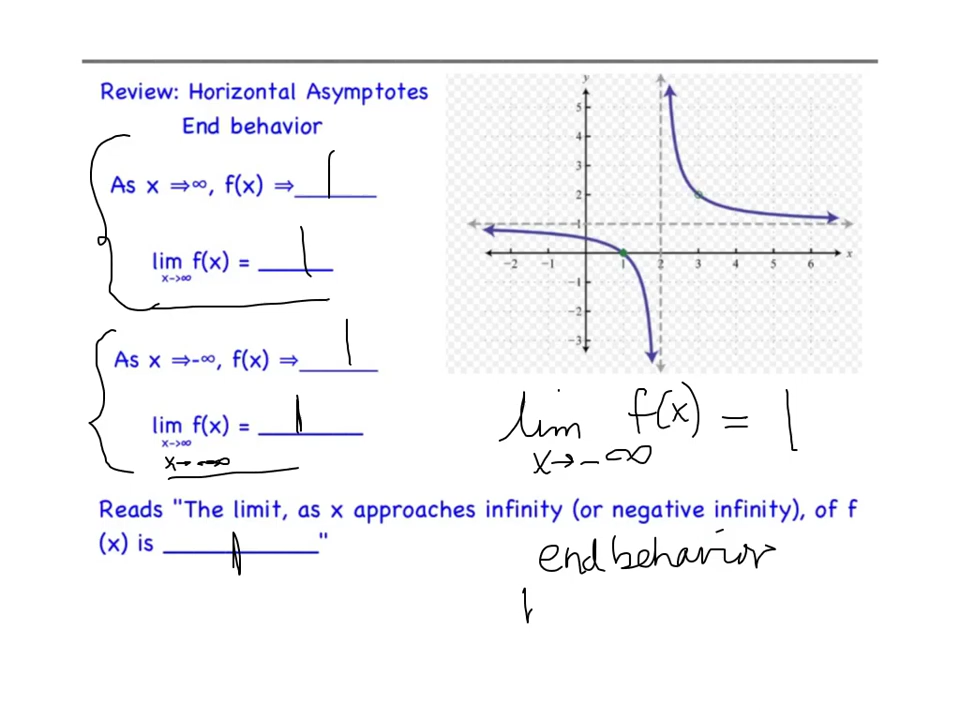 Review: Horizontal Asymptotes
End behavior
As x ⇒∞, f(x) ⇒ 1
lim f(x) = 1
x->∞
As x ⇒-∞, f(x) ⇒ 1
lim f(x) = 1
x->∞
x→-∞
y
5
4
3
2
1
-2 -1 1 2 3 4 5 6 x
-1
-2
-3
lim f(x) = 1
x→-∞
Reads "The limit, as x approaches infinity (or negative infinity), of f
(x) is 1"
end behavior